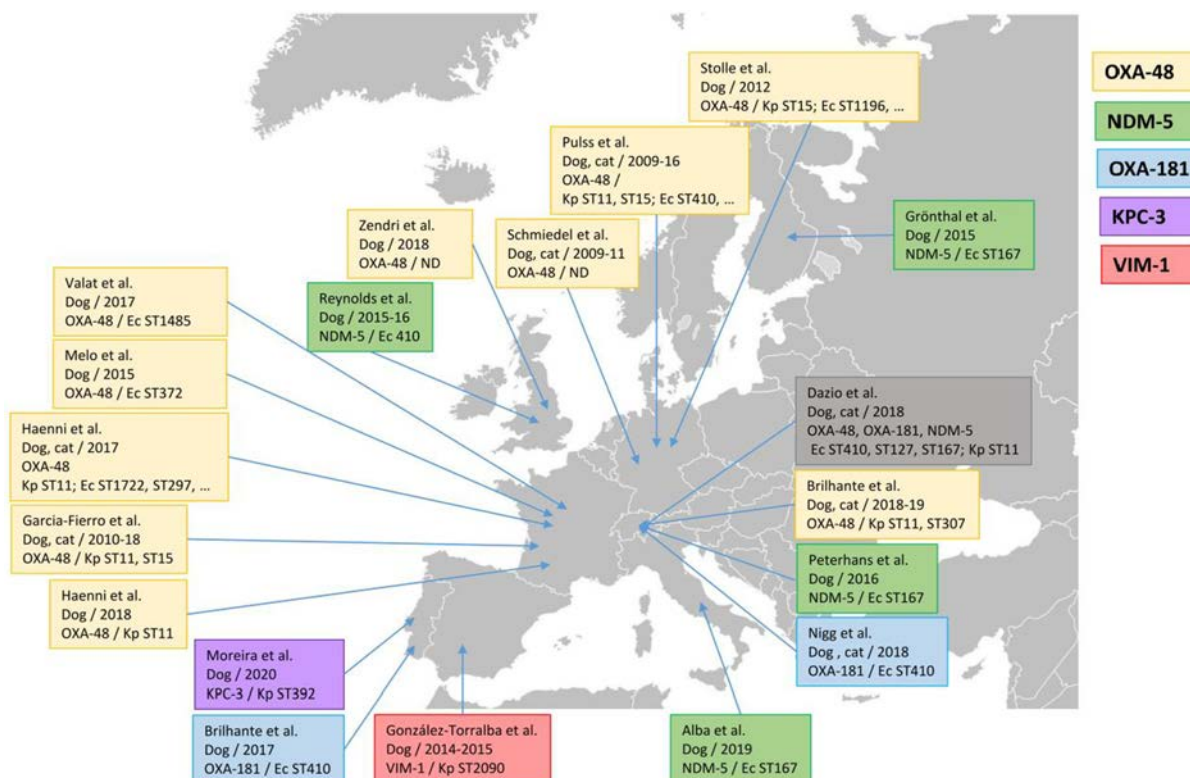 Stolle et al.
Dog / 2012
OXA-48 / Kp ST15; Ec ST1196, ...
Pulss et al.
Dog, cat / 2009-16
OXA-48 /
Kp ST11, ST15; Ec ST410, ...
Zendri et al.
Dog / 2018
OXA-48 / ND
Schmiedel et al.
Dog, cat / 2009-11
OXA-48 / ND
Grönthal et al.
Dog / 2015
NDM-5 / Ec ST167
Valat et al.
Dog / 2017
OXA-48 / Ec ST1485
Reynolds et al.
Dog / 2015-16
NDM-5 / Ec 410
Melo et al.
Dog / 2015
OXA-48 / Ec ST372
Haenni et al.
Dog, cat / 2017
OXA-48
Kp ST11; Ec ST1722, ST297, ...
Garcia-Fierro et al.
Dog, cat / 2010-18
OXA-48 / Kp ST11, ST15
Haenni et al.
Dog / 2018
OXA-48 / Kp ST11
Moreira et al.
Dog / 2020
KPC-3 / Kp ST392
Brilhante et al.
Dog / 2017
OXA-181 / Ec ST410
González-Torralba et al.
Dog / 2014-2015
VIM-1 / Kp ST2090
Alba et al.
Dog / 2019
NDM-5 / Ec ST167
Dazio et al.
Dog, cat / 2018
OXA-48, OXA-181, NDM-5
Ec ST410, ST127, ST167; Kp ST11
Brilhante et al.
Dog, cat / 2018-19
OXA-48 / Kp ST11, ST307
Peterhans et al.
Dog / 2016
NDM-5 / Ec ST167
Nigg et al.
Dog , cat / 2018
OXA-181 / Ec ST410
OXA-48
NDM-5
OXA-181
KPC-3
VIM-1